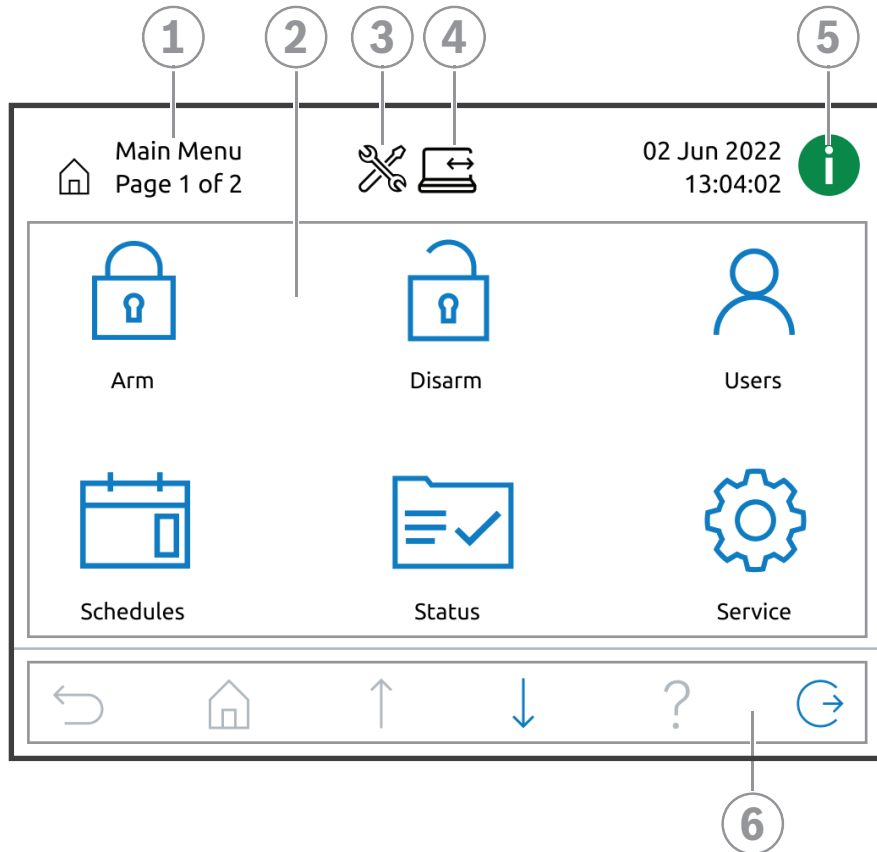 1 2 3 4 5
Main Menu
Page 1 of 2
02 Jun 2022
13:04:02
i
Arm Disarm Users
Schedules Status Service
?
6